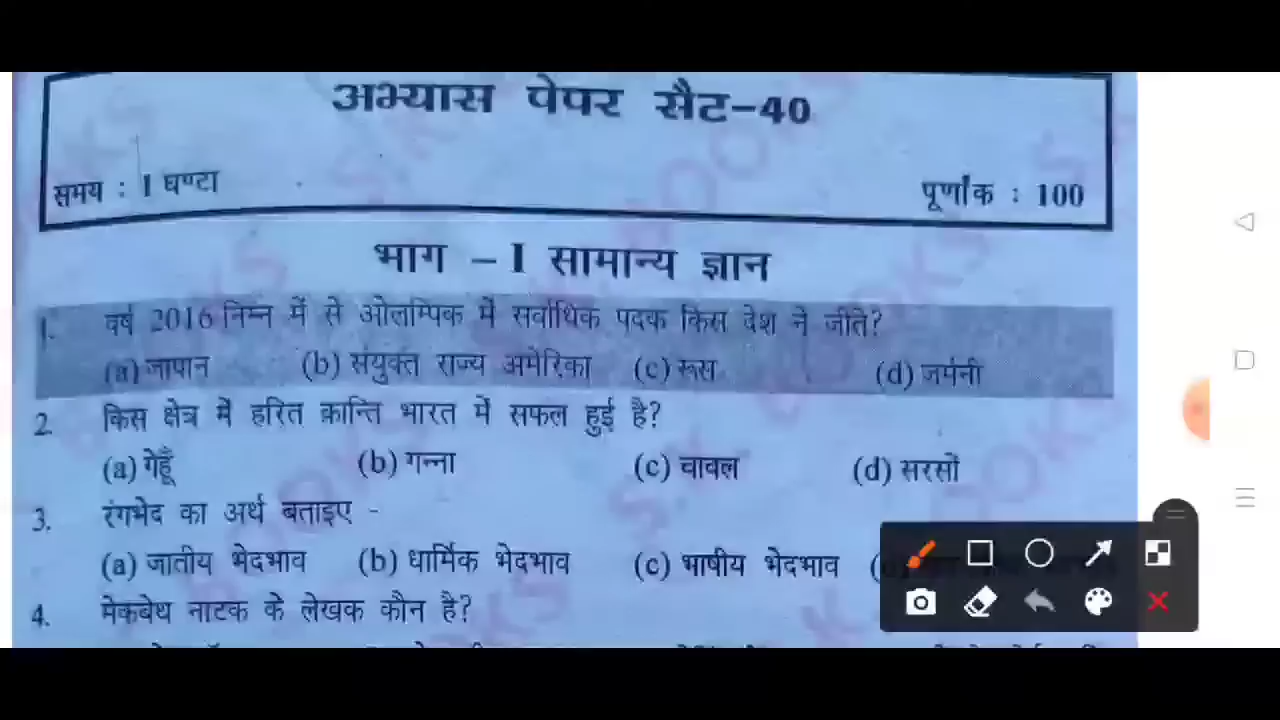 अभ्यास पेपर सैट-40
समय : 1 घण्टा
पूर्णांक : 100
भाग -I सामान्य ज्ञान
1. वर्ष 2016 निम्न में से ओलम्पिक में सर्वाधिक पदक किस देश ने जीते?
(a) जापान (b) संयुक्त राज्य अमेरिका (c) रूस (d) जर्मनी
2. किस क्षेत्र में हरित क्रान्ति भारत में सफल हुई है?
(a) गेहूँ (b) गन्ना (c) चावल (d) सरसों
3. रंगभेद का अर्थ बताइए -
(a) जातीय भेदभाव (b) धार्मिक भेदभाव (c) भाषीय भेदभाव
4. मेकबेथ नाटक के लेखक कौन है?